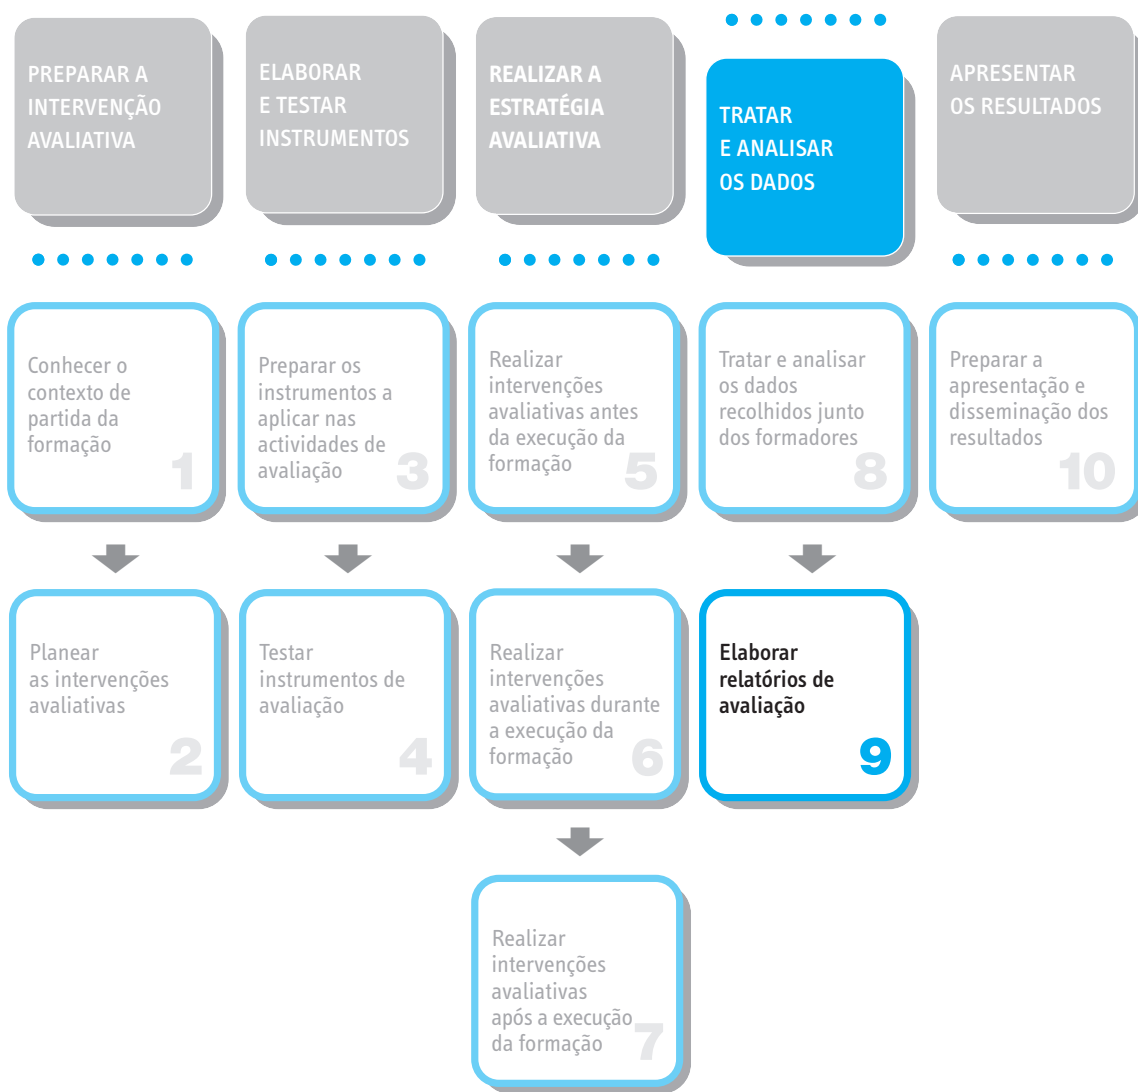 PREPARAR A
INTERVENÇÃO
AVALIATIVA
ELABORAR
E TESTAR
INSTRUMENTOS
REALIZAR A
ESTRATÉGIA
AVALIATIVA
TRATAR
E ANALISAR
OS DADOS
APRESENTAR
OS RESULTADOS
Conhecer o
contexto de
partida da
formação
1
Preparar os
instrumentos a
aplicar nas
actividades de
avaliação
3
Realizar
intervenções
avaliativas antes
da execução da
formação
5
Tratar e analisar
os dados
recolhidos junto
dos formadores
8
Preparar a
apresentação e
disseminação dos
resultados
10
Planear
as intervenções
avaliativas
2
Testar
instrumentos de
avaliação
4
Realizar
intervenções
avaliativas durante
a execução da
formação
6
Elaborar
relatórios de
avaliação
9
Realizar
intervenções
avaliativas
após a execução
da formação
7